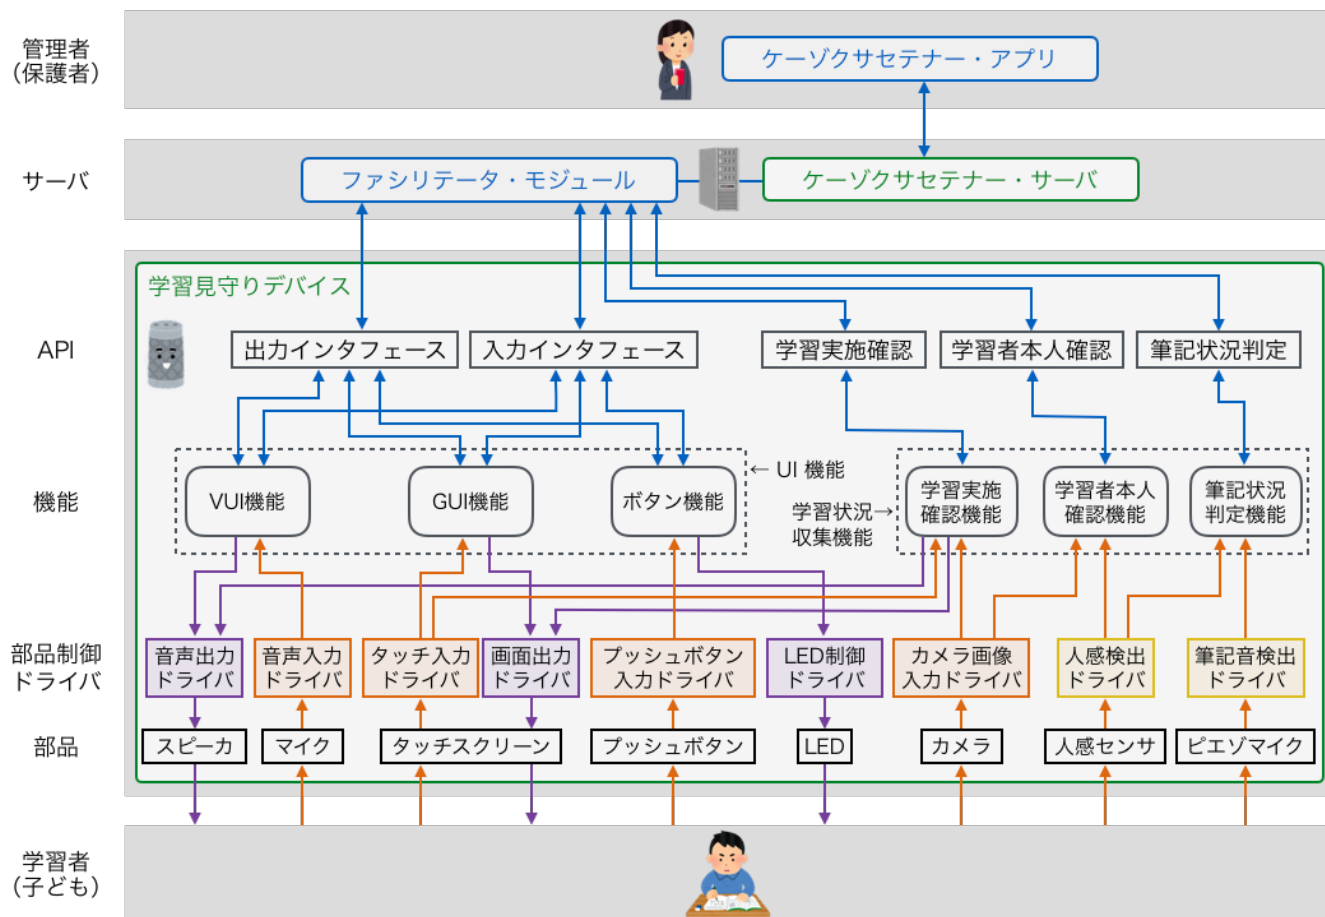 管理者
（保護者）
ケーゾクサセテナー・アプリ
サーバ
ファシリテータ・モジュール
ケーゾクサセテナー・サーバ
学習見守りデバイス
API
出力インタフェース
入力インタフェース
学習実施確認
学習者本人確認
筆記状況判定
機能
VUI機能
GUI機能
ボタン機能
← UI 機能
学習状況→
収集機能
学習実施
確認機能
学習者本人
確認機能
筆記状況
判定機能
部品制御
ドライバ
音声出力
ドライバ
音声入力
ドライバ
タッチ入力
ドライバ
画面出力
ドライバ
プッシュボタン
入力ドライバ
LED制御
ドライバ
カメラ画像
入力ドライバ
人感検出
ドライバ
筆記音検出
ドライバ
部品
スピーカ
マイク
タッチスクリーン
プッシュボタン
LED
カメラ
人感センサ
ピエゾマイク
学習者
（子ども）